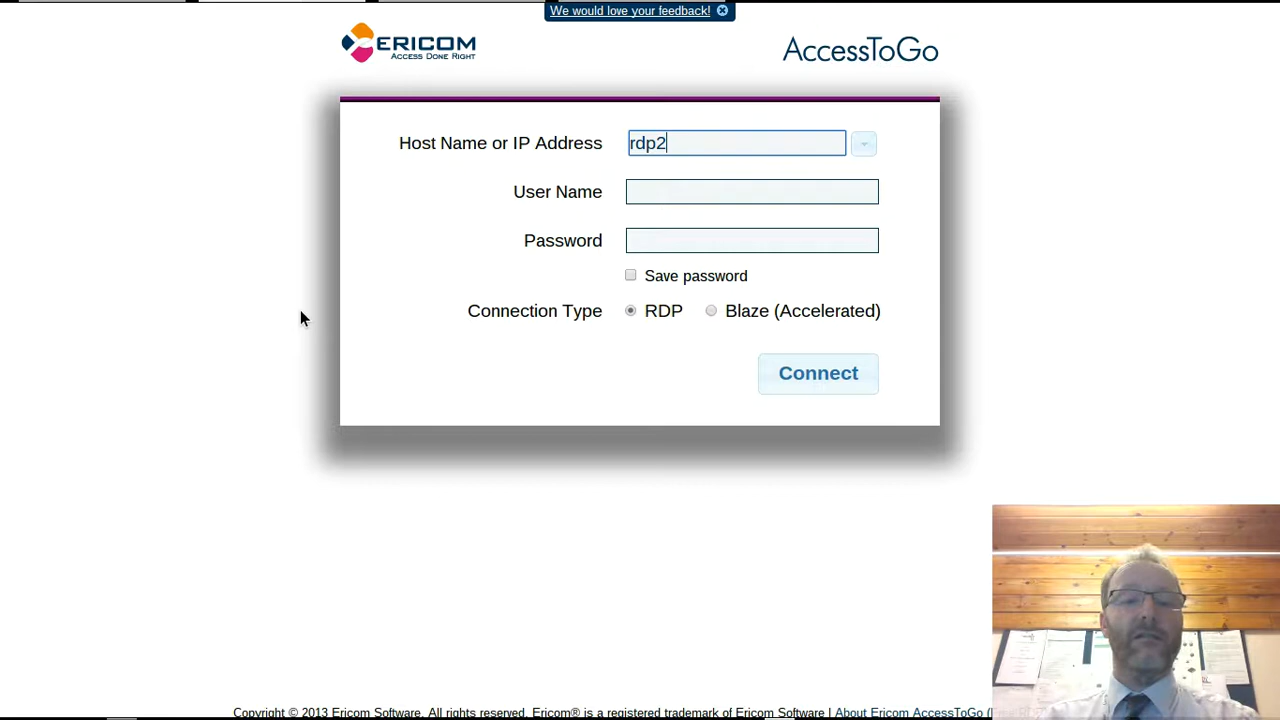 We would love your feedback!
ERICOM
ACCESS DONE RIGHT
AccessToGo
Host Name or IP Address
rdp2
User Name
Password
Save password
Connection Type
RDP
Blaze (Accelerated)
Connect
Copyright © 2013 Ericom Software. All rights reserved. Ericom® is a registered trademark of Ericom Software | About Ericom AccessToGo